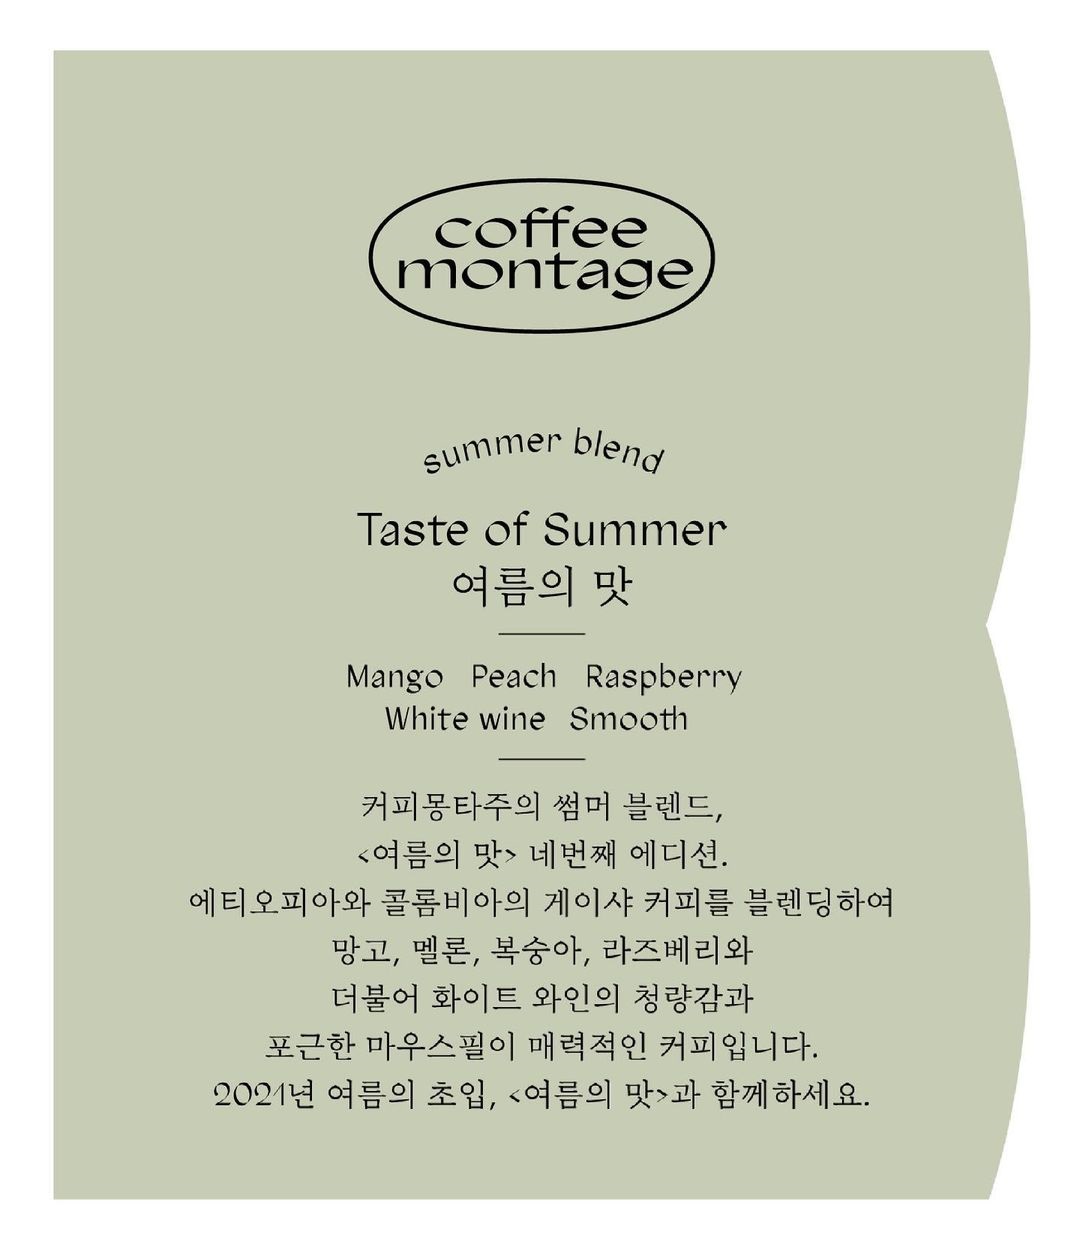 coffee
montage
summer blend
Taste of Summer
여름의 맛
Mango Peach Raspberry
White wine Smooth
커피몽타주의 썸머 블렌드,
<여름의 맛> 네번째 에디션.
에티오피아와 콜롬비아의 게이샤 커피를 블렌딩하여
망고, 멜론, 복숭아, 라즈베리와
더불어 화이트 와인의 청량감과
포근한 마우스필이 매력적인 커피입니다.
2021년 여름의 초입, <여름의 맛>과 함께하세요.